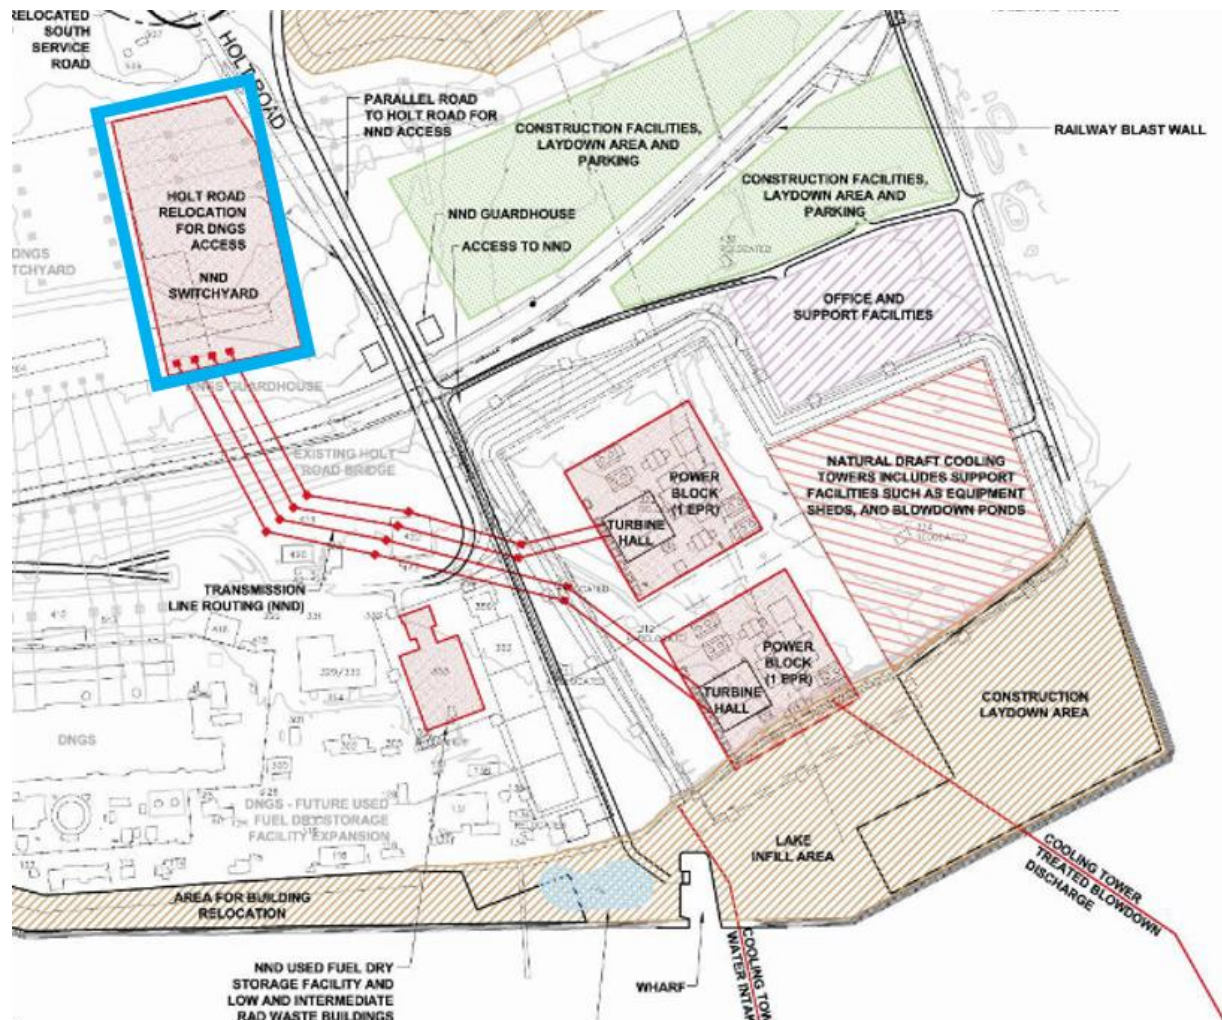 RELOCATED
SOUTH
SERVICE
ROAD
HOLT ROAD
PARALLEL ROAD
TO HOLT ROAD FOR
NND ACCESS
CONSTRUCTION FACILITIES,
LAYDOWN AREA AND
PARKING
RAILWAY BLAST WALL
CONSTRUCTION FACILITIES,
LAYDOWN AREA AND
PARKING
HOLT ROAD
RELOCATION
FOR DNGS
ACCESS
NND
SWITCHYARD
NND GUARDHOUSE
ACCESS TO NND
DNGS
OFFICE AND
SUPPORT FACILITIES
DNGS GUARDHOUSE
EXISTING HOLT
ROAD BRIDGE
NATURAL DRAFT COOLING
TOWERS INCLUDES SUPPORT
FACILITIES SUCH AS EQUIPMENT
SHEDS, AND BLOWDOWN PONDS
POWER
BLOCK
(1 EPR)
TURBINE
HALL
TRANSMISSION
LINE ROUTING (NND)
POWER
BLOCK
(1 EPR)
TURBINE
HALL
CONSTRUCTION
LAYDOWN AREA
DNGS
DNGS - FUTURE USED
FUEL DRY STORAGE
FACILITY EXPANSION
LAKE
INFILL AREA
COOLING TOWER
TREATED BLOWDOWN
DISCHARGE
AREA FOR BUILDING
RELOCATION
NND USED FUEL DRY
STORAGE FACILITY AND
LOW AND INTERMEDIATE
RAD WASTE BUILDINGS
WHARF
COOLING TOW
WATER INTAK